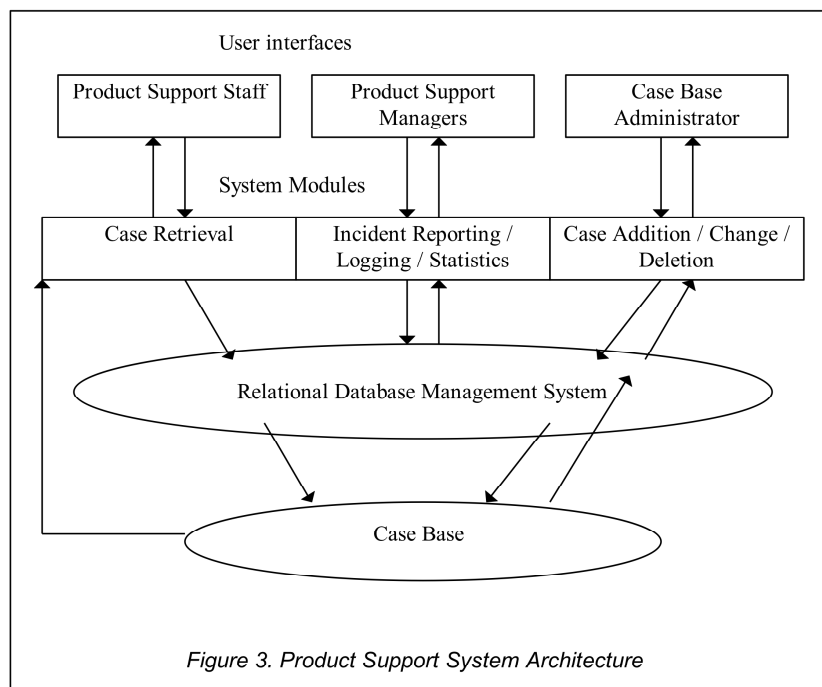 User interfaces
Product Support Staff
Product Support
Managers
Case Base
Administrator
System Modules
Case Retrieval
Incident Reporting /
Logging / Statistics
Case Addition / Change /
Deletion
Relational Database Management System
Case Base
Figure 3. Product Support System Architecture